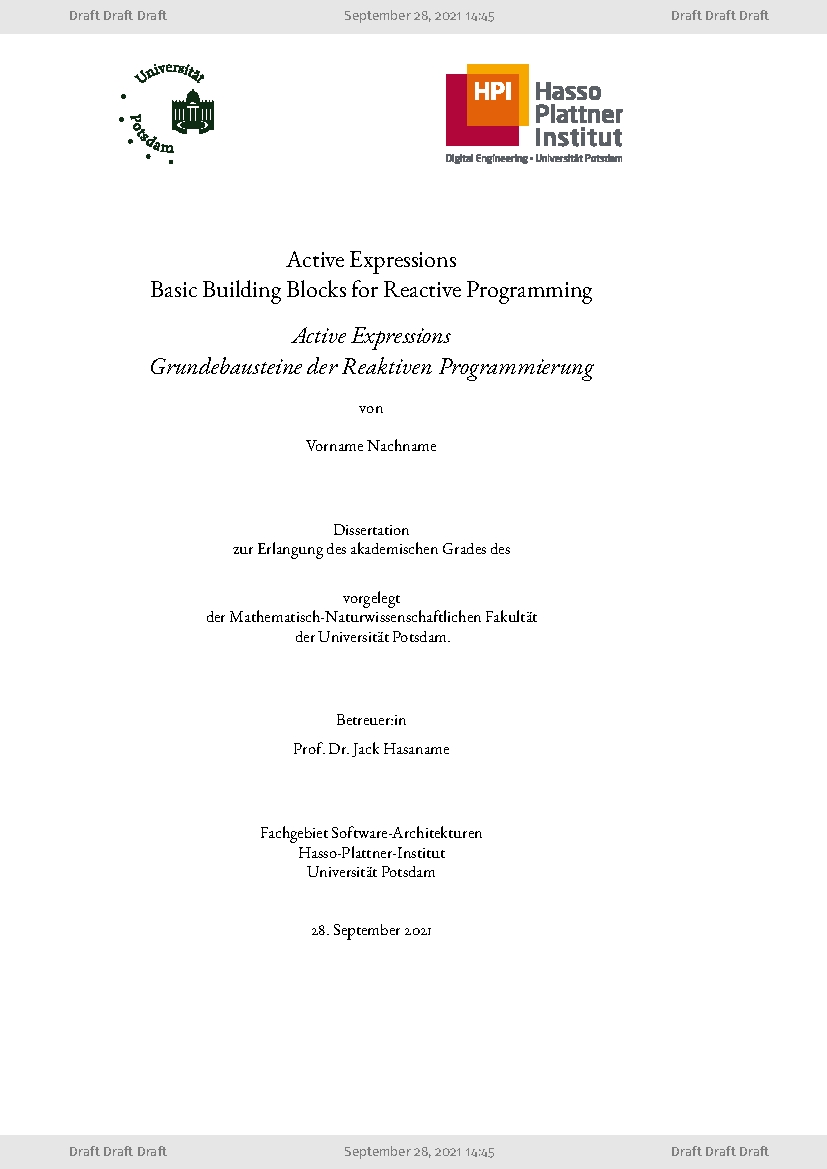 Draft Draft Draft September 28, 2021 14:45 Draft Draft Draft
Universität
Potsdam
HPI
Hasso
Plattner
Institut
Digital Engineering • Universität Potsdam
Active Expressions
Basic Building Blocks for Reactive Programming
Active Expressions
Grundebausteine der Reaktiven Programmierung
von
Vorname Nachname
Dissertation
zur Erlangung des akademischen Grades des
vorgelegt
der Mathematisch-Naturwissenschaftlichen Fakultät
der Universität Potsdam.
Betreuer:in
Prof. Dr. Jack Hasaname
Fachgebiet Software-Architekturen
Hasso-Plattner-Institut
Universität Potsdam
28. September 2021
Draft Draft Draft September 28, 2021 14:45 Draft Draft Draft